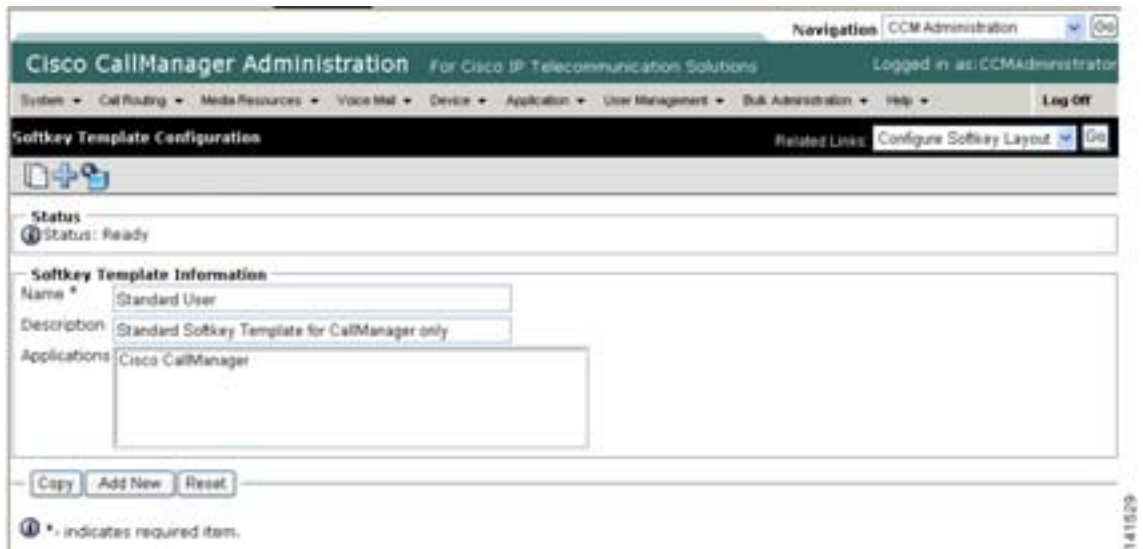 Navigation CCM Administration Go
Cisco CallManager Administration For Cisco IP Telecommunication Solutions Logged in as: CCMAdministrator
System Call Routing Media Resources Voice Mail Device Application User Management Bulk Administration Help Log Off
Softkey Template Configuration Related Links: Configure Softkey Layout Go
Status
Status: Ready
Softkey Template Information
Name *
Standard User
Description
Standard Softkey Template for CallManager only
Applications
Cisco CallManager
Copy Add New Reset
*- indicates required item.
141529